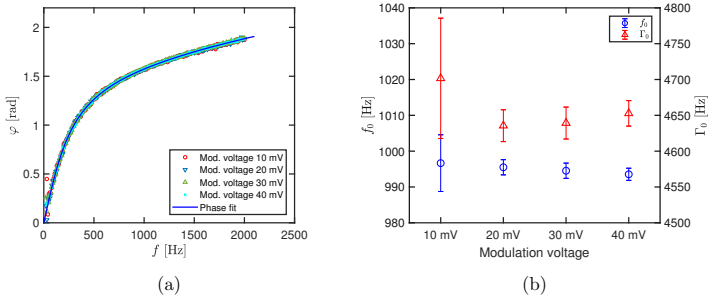 2
1.5
1
0.5
0
φ [rad]
Mod. voltage 10 mV
Mod. voltage 20 mV
Mod. voltage 30 mV
Mod. voltage 40 mV
Phase fit
0 500 1000 1500 2000 2500
f [Hz]
(a)
1040
1030
1020
1010
1000
990
980
f₀ [Hz]
f₀
Γ₀
4800
4750
4700
4650
4600
4550
4500
Γ₀ [Hz]
10 mV 20 mV 30 mV 40 mV
Modulation voltage
(b)